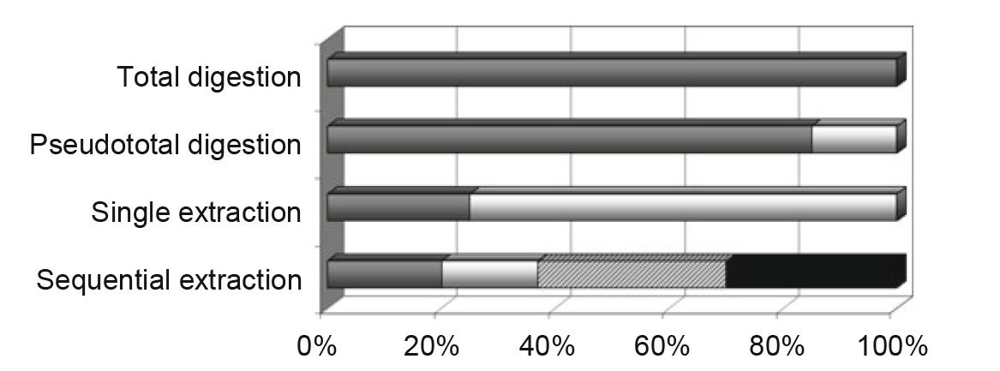 Total digestion
Pseudototal digestion
Single extraction
Sequential extraction
0% 20% 40% 60% 80% 100%